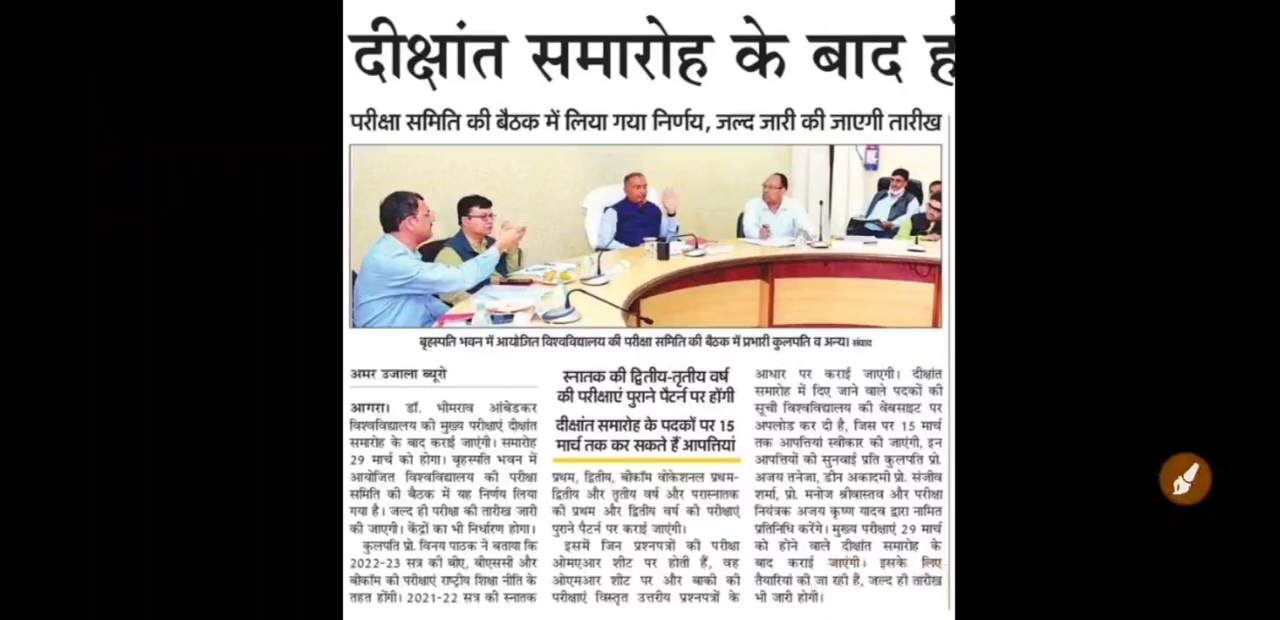 दीक्षांत समारोह के बाद
परीक्षा समिति की बैठक में लिया गया निर्णय, जल्द जारी की जाएगी तारीख
बृहस्पति भवन में आयोजित विश्वविद्यालय की परीक्षा समिति की बैठक में प्रभारी कुलपति व अन्य। संवाद
अमर उजाला ब्यूरो
आगरा। डॉ. भीमराव आंबेडकर
विश्वविद्यालय की मुख्य परीक्षाएं दीक्षांत
समारोह के बाद कराई जाएंगी। समारोह
29 मार्च को होगा। बृहस्पति भवन में
आयोजित विश्वविद्यालय की परीक्षा
समिति की बैठक में यह निर्णय लिया
गया है। जल्द ही परीक्षा की तारीख जारी
की जाएगी। केंद्रों का भी निर्धारण होगा।
कुलपति प्रो. विनय पाठक ने बताया कि
2022-23 सत्र की बीए, बीएससी और
बीकॉम की परीक्षाएं राष्ट्रीय शिक्षा नीति के
तहत होंगी। 2021-22 सत्र की स्नातक
स्नातक की द्वितीय-तृतीय वर्ष
की परीक्षाएं पुराने पैटर्न पर होंगी
दीक्षांत समारोह के पदकों पर 15
मार्च तक कर सकते हैं आपत्तियां
प्रथम, द्वितीय, बीकॉम वोकेशनल प्रथम-
द्वितीय और तृतीय वर्ष और परास्नातक
की प्रथम और द्वितीय वर्ष की परीक्षाएं
पुराने पैटर्न पर कराई जाएंगी।
इसमें जिन प्रश्नपत्रों की परीक्षा
ओमएआर शीट पर होती हैं, वह
ओएमआर शीट पर और बाकी की
परीक्षाएं विस्तृत उत्तरीय प्रश्नपत्रों के
आधार पर कराई जाएगी। दीक्षांत
समारोह में दिए जाने वाले पदकों की
सूची विश्वविद्यालय की वेबसाइट पर
अपलोड कर दी है, जिस पर 15 मार्च
तक आपत्तियां स्वीकार की जाएंगी, इन
आपत्तियों की सुनवाई प्रति कुलपति प्रो.
अजय तनेजा, डीन अकादमी प्रो. संजीव
शर्मा, प्रो. मनोज श्रीवास्तव और परीक्षा
नियंत्रक अजय कृष्ण यादव द्वारा नामित
प्रतिनिधि करेंगे। मुख्य परीक्षाएं 29 मार्च
को होने वाले दीक्षांत समारोह के
बाद कराई जाएंगी। इसके लिए
तैयारियां की जा रही हैं, जल्द ही तारीख
भी जारी होगी।